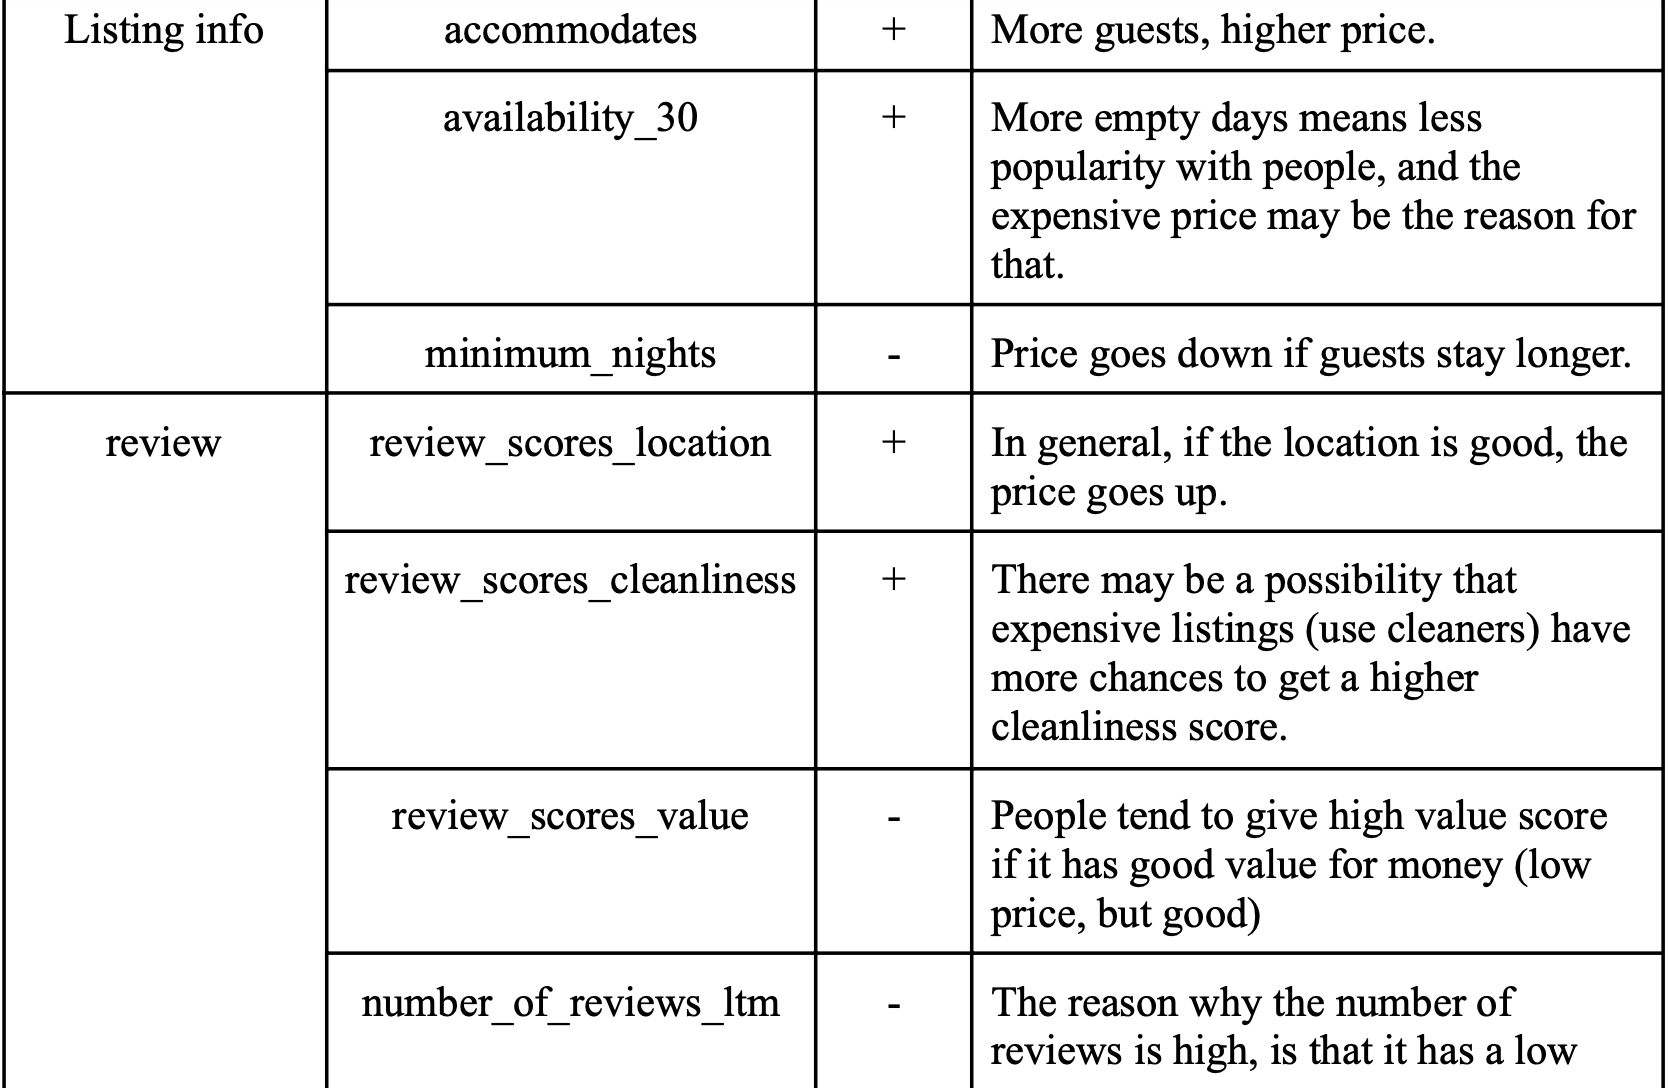 Listing info
accommodates
+
More guests, higher price.
availability_30
+
More empty days means less
popularity with people, and the
expensive price may be the reason for
that.
minimum_nights
-
Price goes down if guests stay longer.
review
review_scores_location
+
In general, if the location is good, the
price goes up.
review_scores_cleanliness
+
There may be a possibility that
expensive listings (use cleaners) have
more chances to get a higher
cleanliness score.
review_scores_value
-
People tend to give high value score
if it has good value for money (low
price, but good)
number_of_reviews_ltm
-
The reason why the number of
reviews is high, is that it has a low